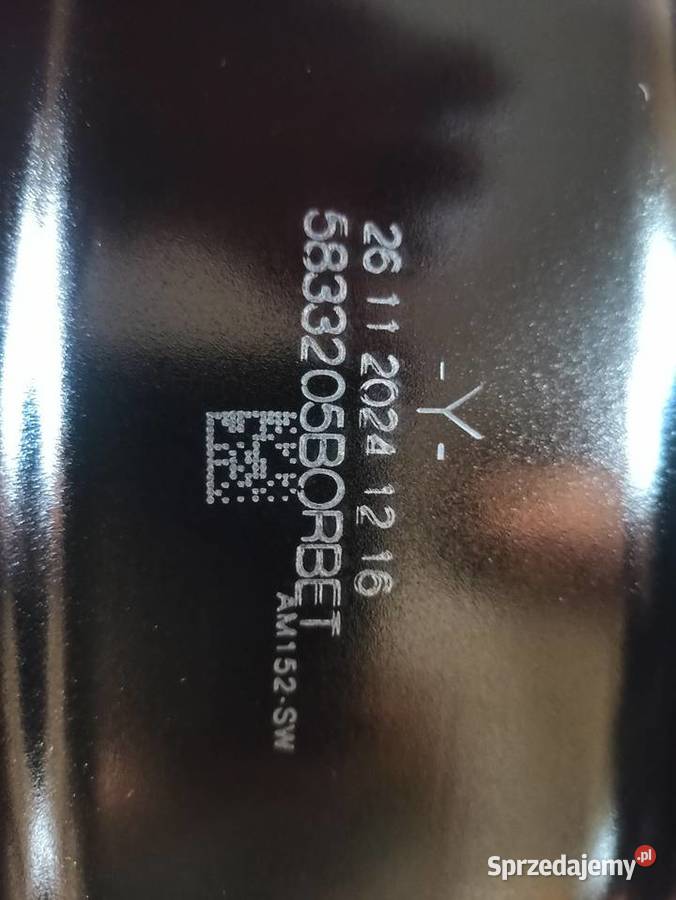 -Y-
26 11 2024 12 16
5833205BORBET
AM152-SW
Sprzedajemy.pl